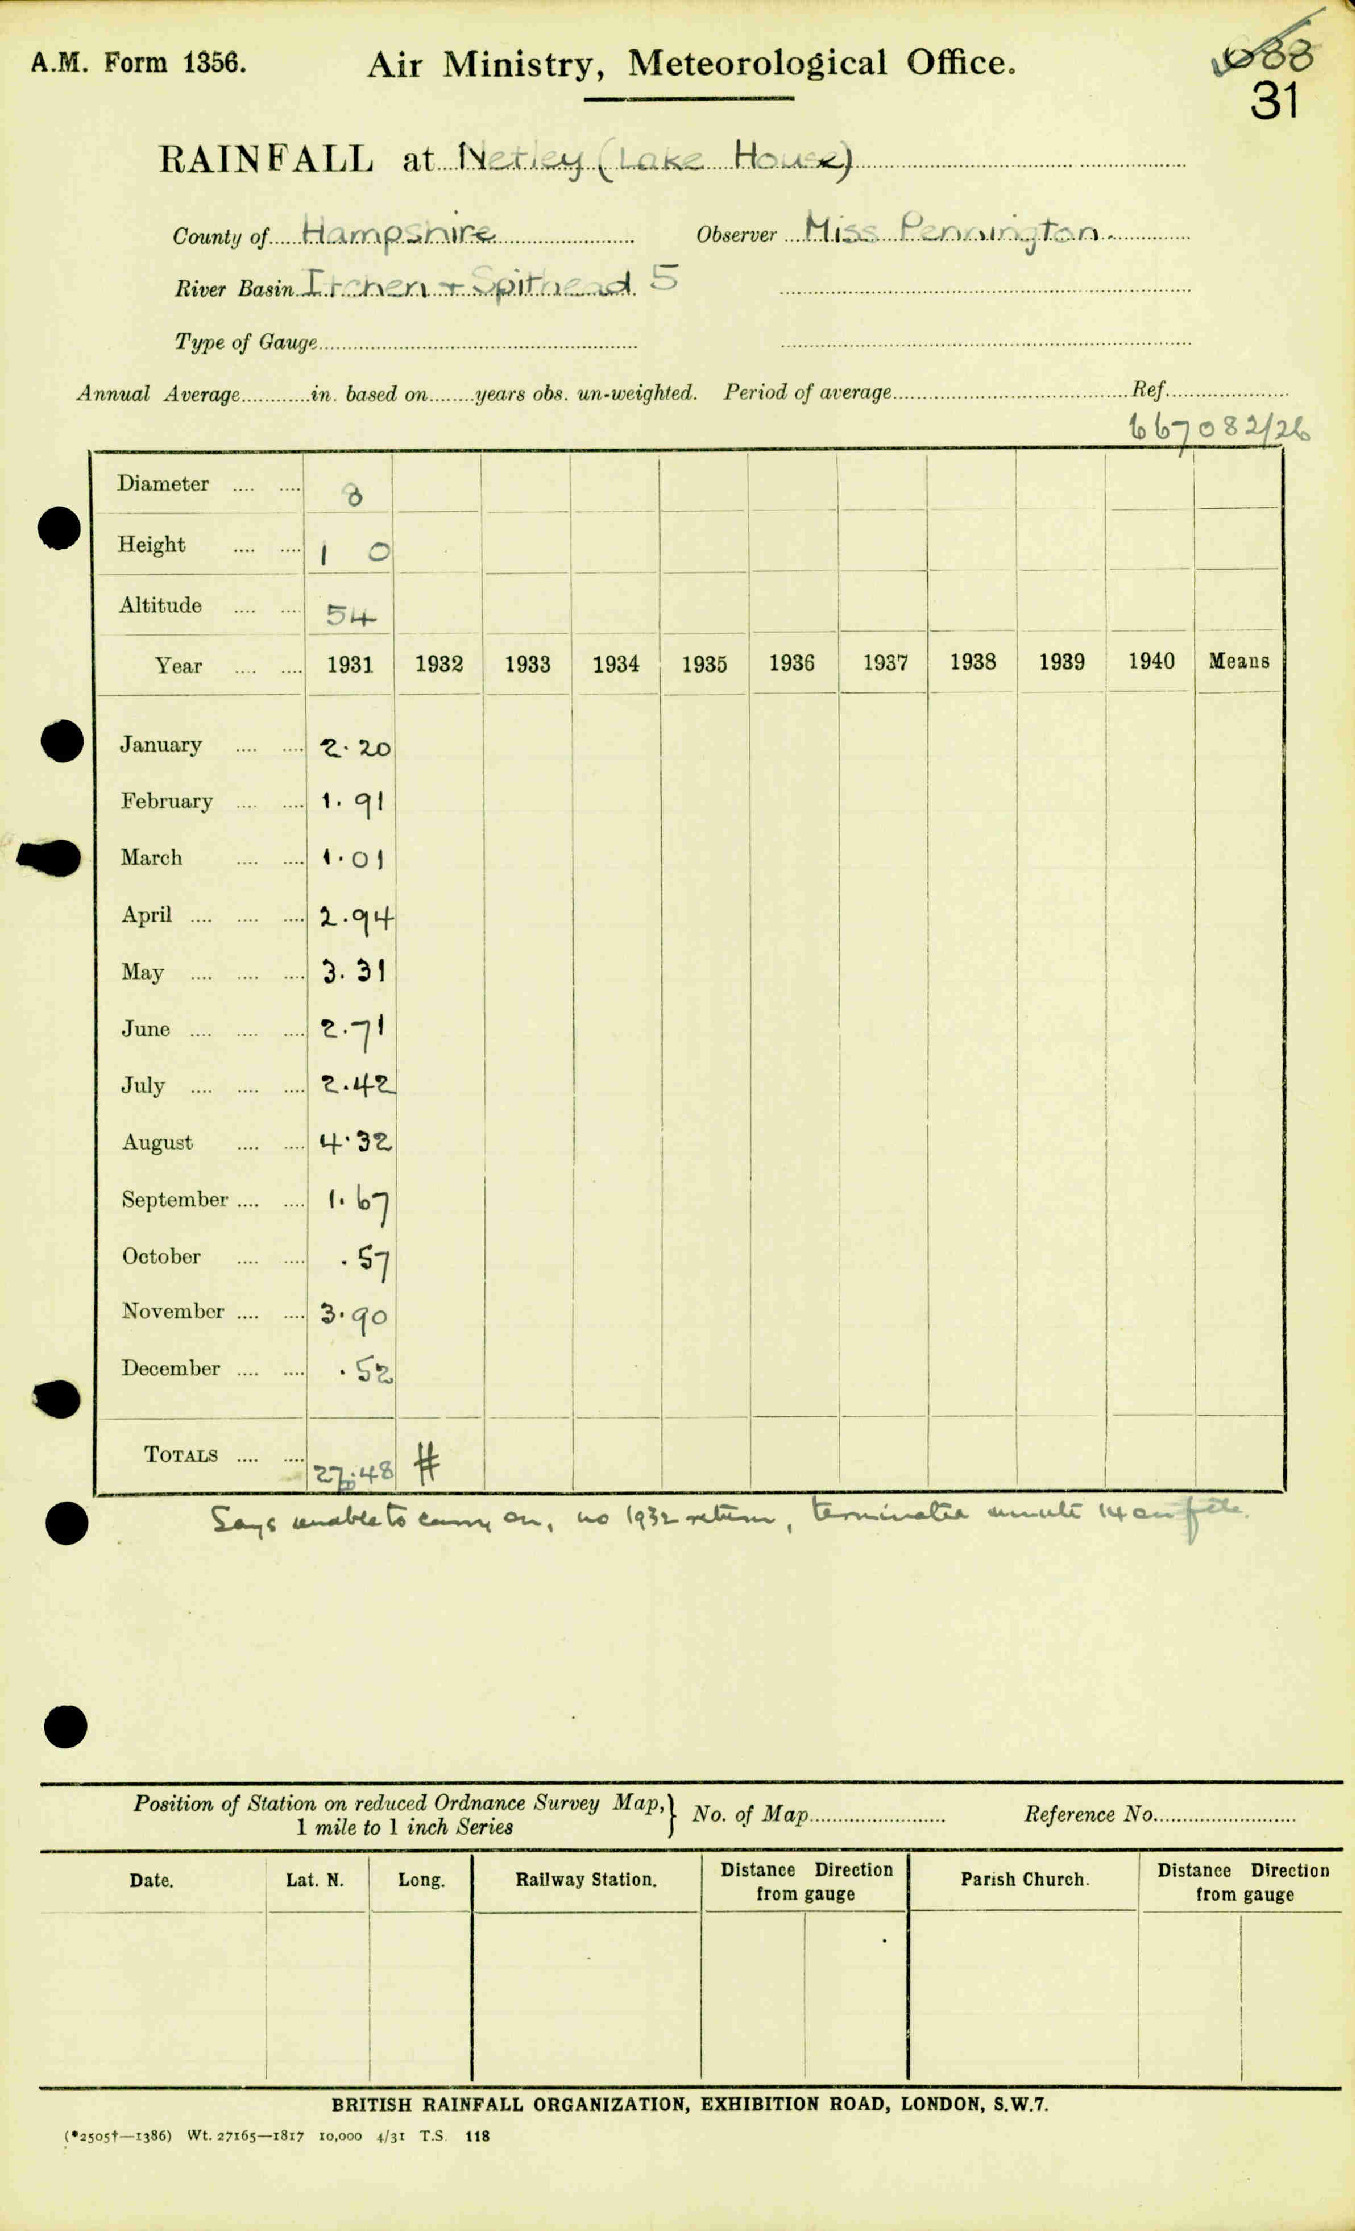 A.M. Form 1356.
Air Ministry, Meteorological Office.
688
31
RAINFALL at Netley (Lake House)
County of Hampshire Observer Miss Pennington.
River Basin Itchen + Spithead 5
Type of Gauge
Annual Average in. based on years obs. un-weighted. Period of average Ref.
667082/26
Diameter 8
Height 1 0
Altitude 54
Year 1931 1932 1933 1934 1935 1936 1937 1938 1939 1940 Means
January 2.20
February 1.91
March 1.01
April 2.94
May 3.31
June 2.71
July 2.42
August 4.32
September 1.67
October .57
November 3.90
December .52
TOTALS 27.48 #
Says unable to carry on, no 1932 return, terminated minute 14 on file.
Position of Station on reduced Ordnance Survey Map, } No. of Map Reference No.
1 mile to 1 inch Series
Date. Lat. N. Long. Railway Station. Distance Direction from gauge Parish Church. Distance Direction from gauge
BRITISH RAINFALL ORGANIZATION, EXHIBITION ROAD, LONDON, S.W.7.
(*2505†—1386) Wt. 27165—1817 10,000 4/31 T.S. 118